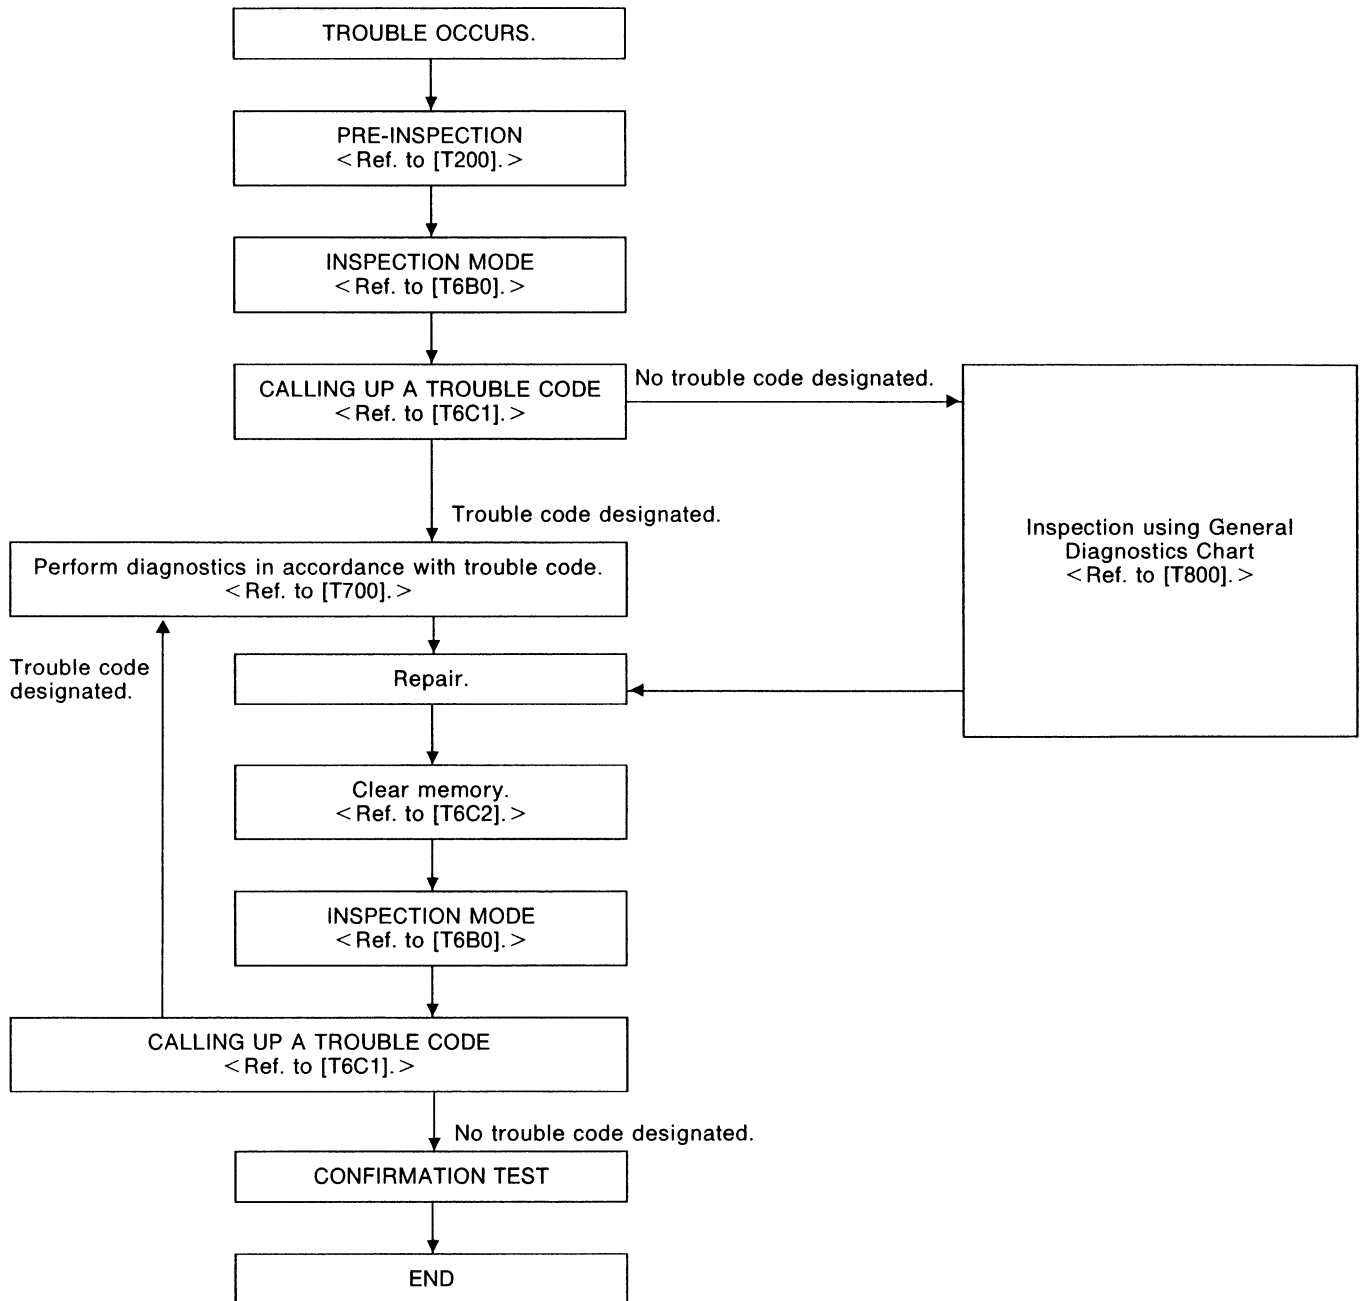 TROUBLE OCCURS.
PRE-INSPECTION
<Ref. to [T200].>
INSPECTION MODE
<Ref. to [T6B0].>
CALLING UP A TROUBLE CODE
<Ref. to [T6C1].>
No trouble code designated.
Inspection using General
Diagnostics Chart
<Ref. to [T800].>
Trouble code designated.
Perform diagnostics in accordance with trouble code.
<Ref. to [T700].>
Trouble code
designated.
Repair.
Clear memory.
<Ref. to [T6C2].>
INSPECTION MODE
<Ref. to [T6B0].>
CALLING UP A TROUBLE CODE
<Ref. to [T6C1].>
No trouble code designated.
CONFIRMATION TEST
END